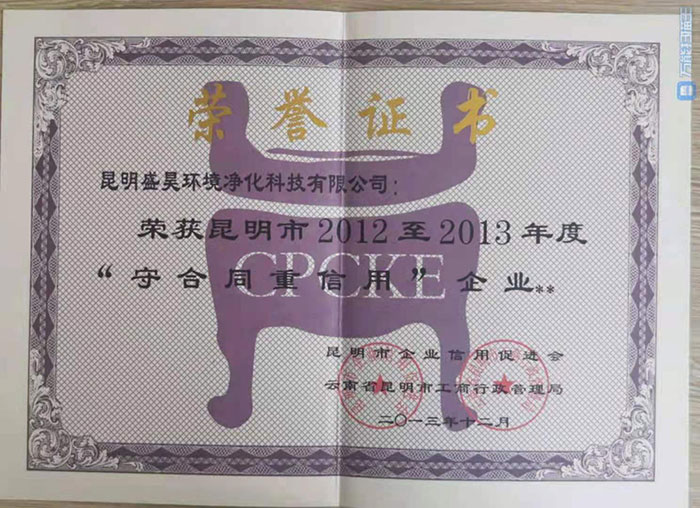 荣誉证书
昆明盛昊环境净化科技有限公司：
荣获昆明市2012至2013年度
“守合同重信用”企业**
CPCKE
昆明市企业信用促进会
云南省昆明市工商行政管理局
二〇一三年十二月